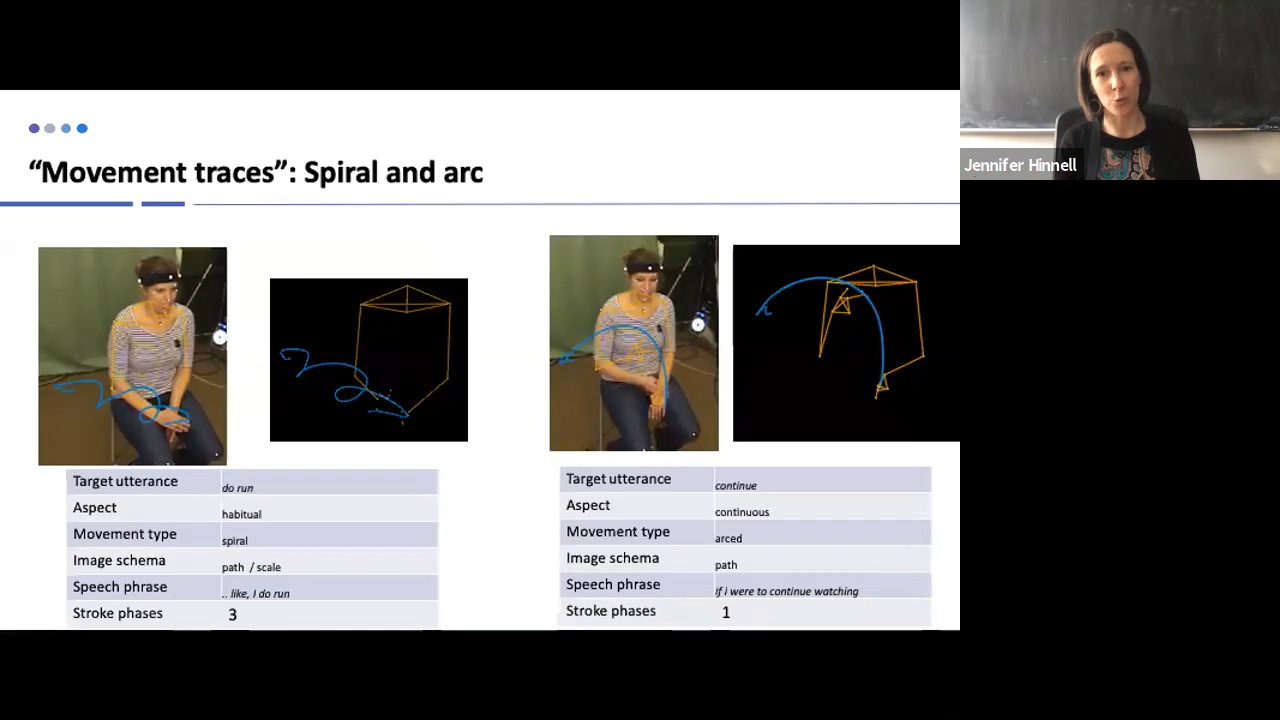 Jennifer Hinnell
“Movement traces”: Spiral and arc
Target utterance do run
Aspect habitual
Movement type spiral
Image schema path / scale
Speech phrase .. like, I do run
Stroke phases 3
Target utterance continue
Aspect continuous
Movement type arced
Image schema path
Speech phrase if i were to continue watching
Stroke phases 1